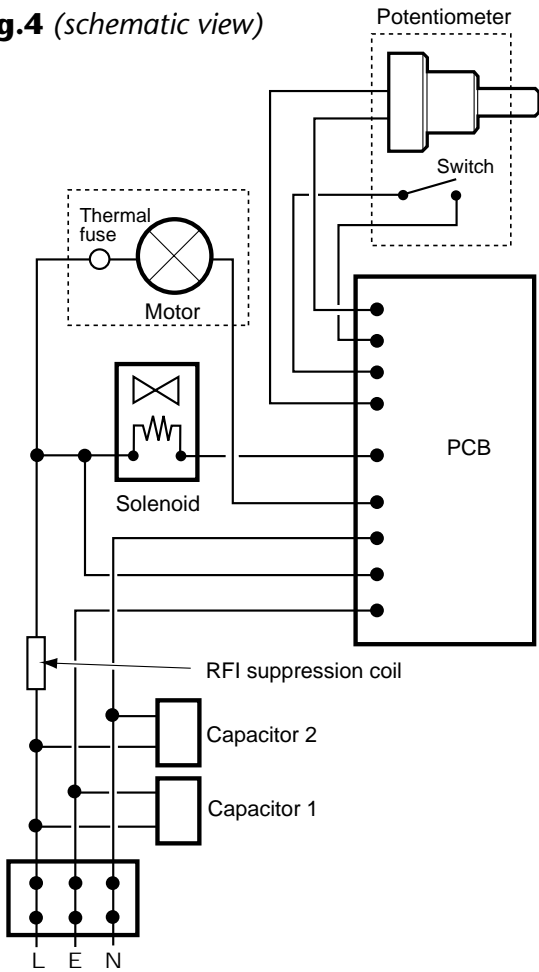 g.4 (schematic view)
Potentiometer
Switch
Thermal
fuse
Motor
PCB
Solenoid
RFI suppression coil
Capacitor 2
Capacitor 1
L E N